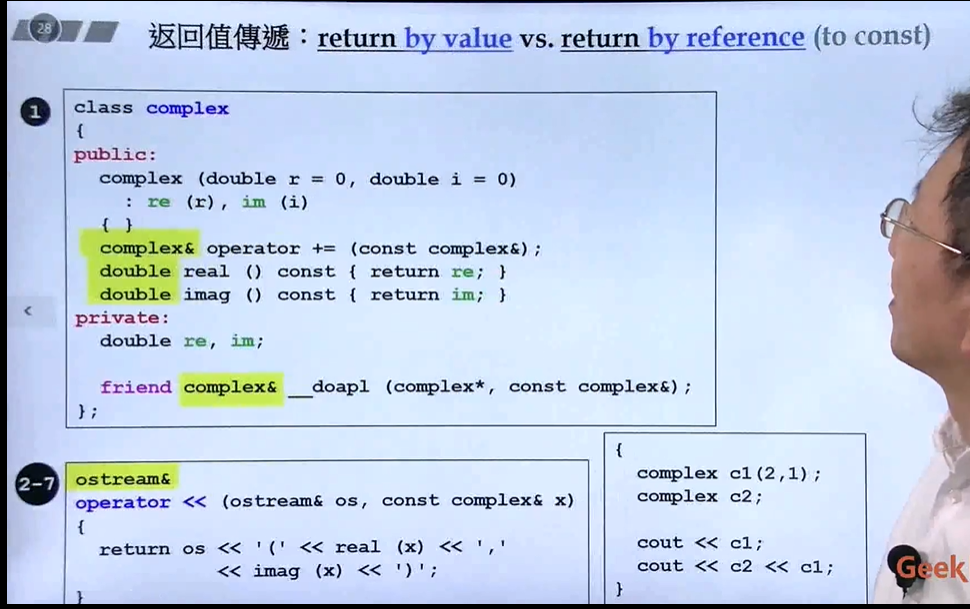 28
返回值傳遞：return by value vs. return by reference (to const)
1
class complex
{
public:
complex (double r = 0, double i = 0)
: re (r), im (i)
{ }
complex& operator += (const complex&);
double real () const { return re; }
double imag () const { return im; }
private:
double re, im;
friend complex& __doapl (complex*, const complex&);
};
2-7
ostream&
operator << (ostream& os, const complex& x)
{
return os << '(' << real (x) << ','
<< imag (x) << ')';
}
{
complex c1(2,1);
complex c2;
cout << c1;
cout << c2 << c1;
}
Geek